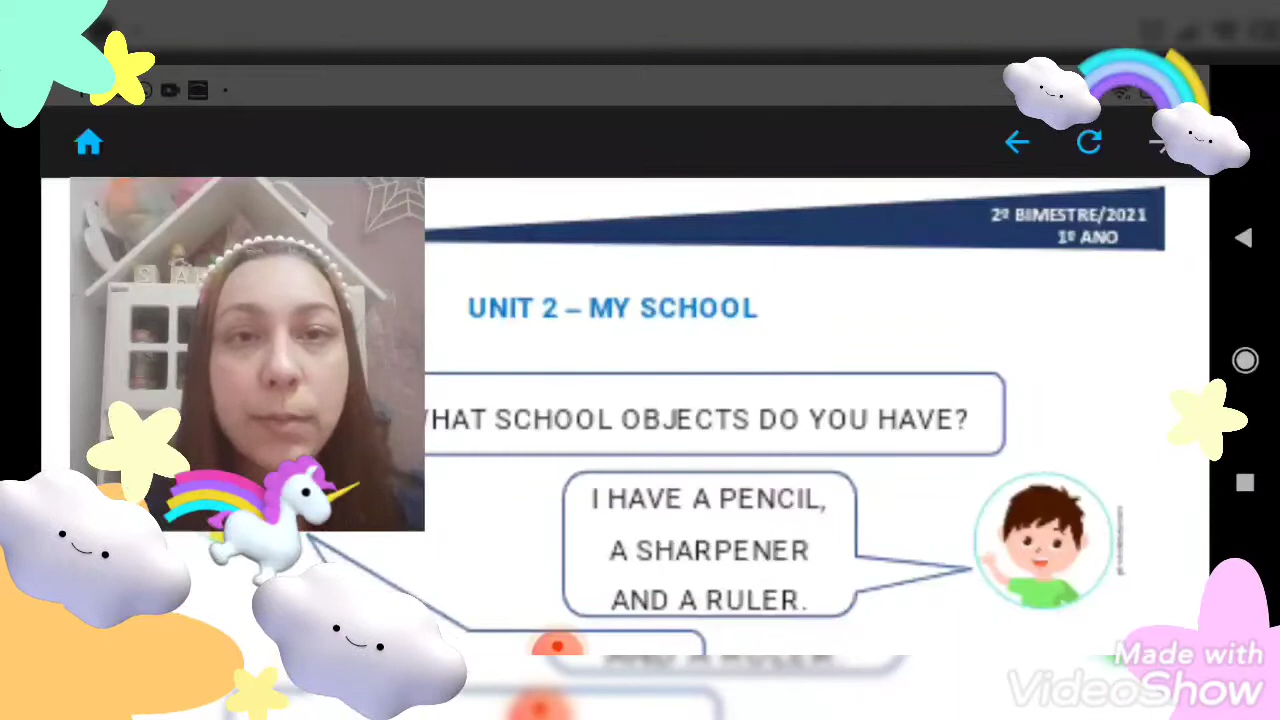 2º BIMESTRE/2021
1º ANO
UNIT 2 – MY SCHOOL
SCHOOL OBJECTS DO YOU HAVE?
I HAVE A PENCIL,
A SHARPENER
AND A RULER.
Made with
VideoShow